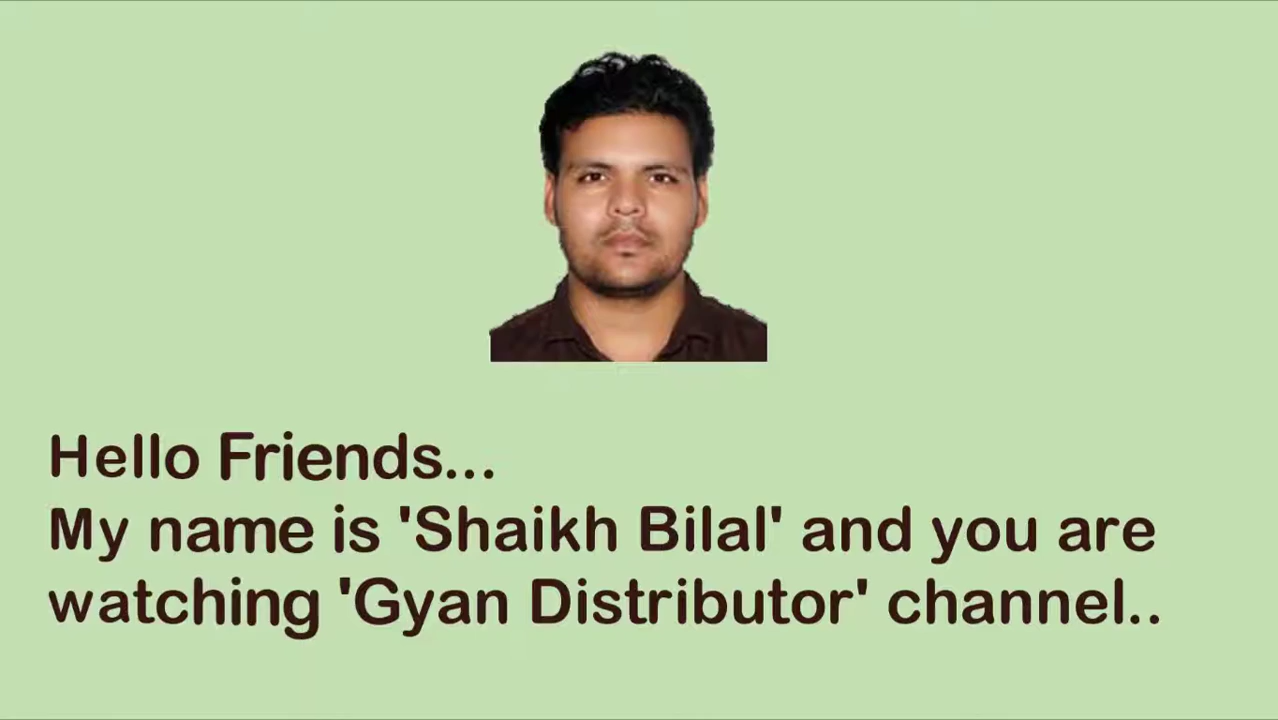 Hello Friends...
My name is 'Shaikh Bilal' and you are
watching 'Gyan Distributor' channel..